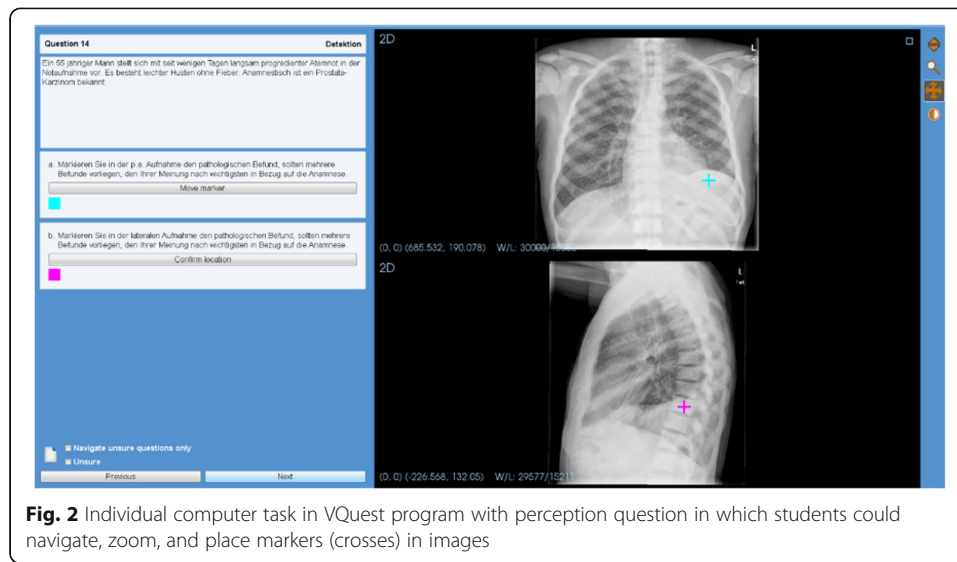 Question 14 Detektion
Ein 55 jähriger Mann stellt sich mit seit wenigen Tagen langsam progredienter Atemnot in der
Notaufnahme vor. Es besteht leichter Husten ohne Fieber. Anamnestisch ist ein Prostata-
Karzinom bekannt.
a. Markieren Sie in der p.a. Aufnahme den pathologischen Befund, sollten mehrere
Befunde vorliegen, den Ihrer Meinung nach wichtigsten in Bezug auf die Anamnese.
Move marker
b. Markieren Sie in der lateralen Aufnahme den pathologischen Befund, sollten mehrere
Befunde vorliegen, den Ihrer Meinung nach wichtigsten in Bezug auf die Anamnese
Confirm location
Navigate unsure questions only
Unsure
Previous Next
2D
L
(0, 0) (685.532, 190.078) W/L: 30000/
2D
L
(0, 0) (-226.568, 132.05) W/L: 29577/15211
Fig. 2 Individual computer task in VQuest program with perception question in which students could
navigate, zoom, and place markers (crosses) in images